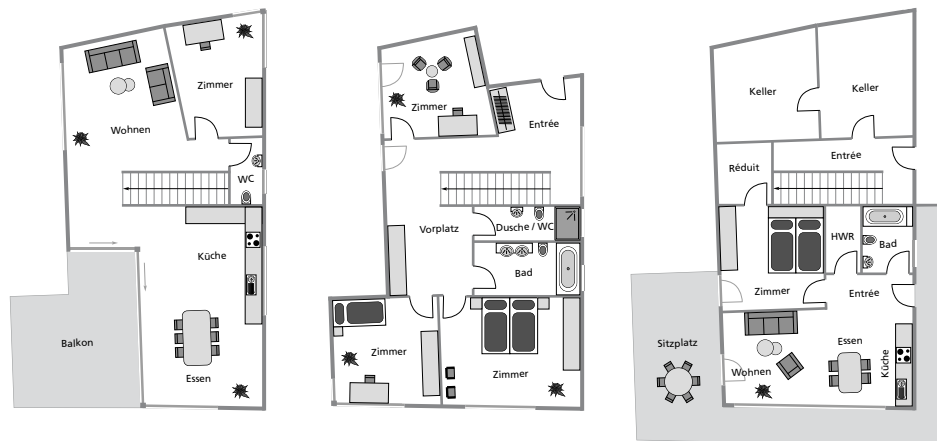 Zimmer
Wohnen
WC
Küche
Balkon
Essen
Zimmer
Entrée
Vorplatz
Dusche / WC
Bad
Zimmer
Zimmer
Keller
Keller
Entrée
Réduit
HWR
Bad
Zimmer
Entrée
Sitzplatz
Essen
Wohnen
Küche